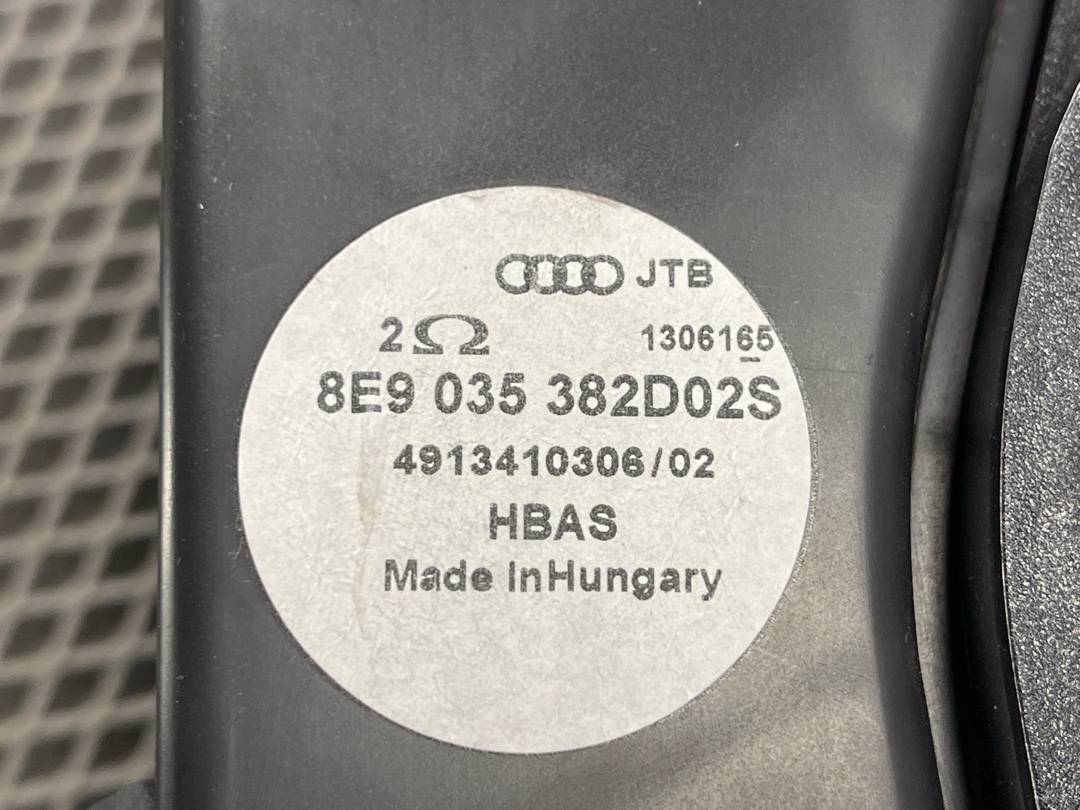 JTB
2Ω
1306165
8E9 035 382D02S
4913410306/02
HBAS
Made InHungary